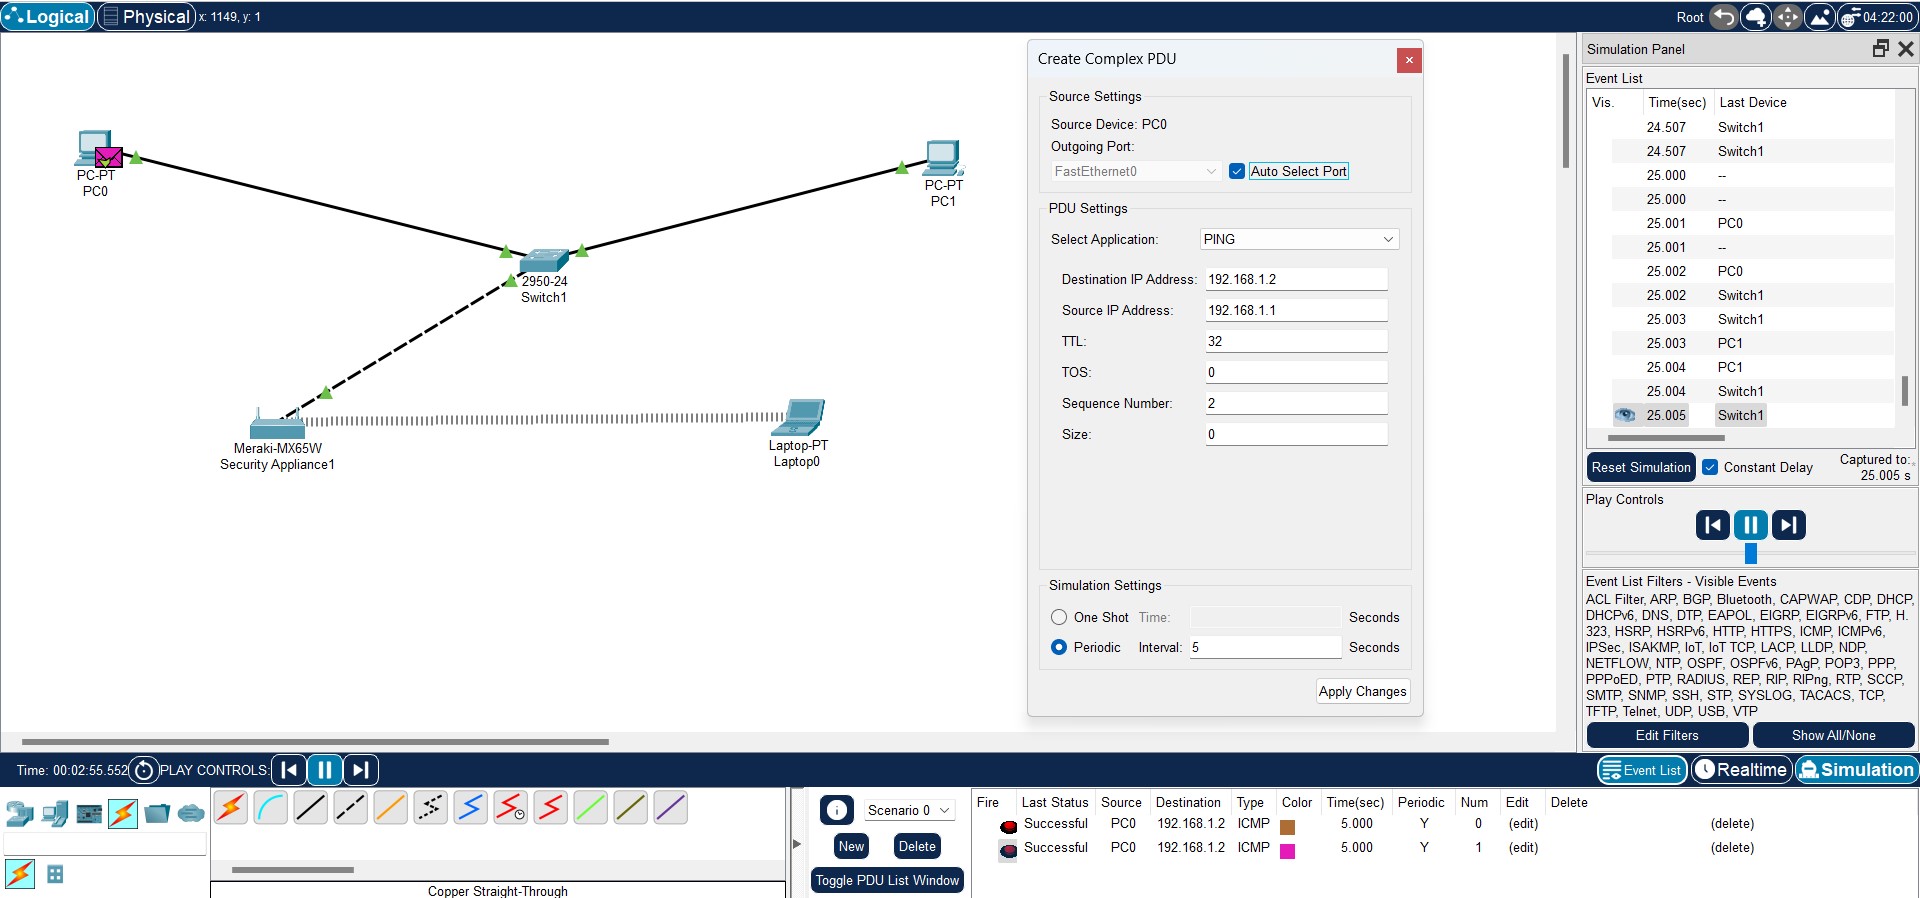 Logical Physical x: 1149, y: 1
Root 04:22:00
PC-PT
PC0
PC-PT
PC1
2950-24
Switch1
Meraki-MX65W
Security Appliance1
Laptop-PT
Laptop0
Create Complex PDU
Source Settings
Source Device: PC0
Outgoing Port:
FastEthernet0 Auto Select Port
PDU Settings
Select Application: PING
Destination IP Address: 192.168.1.2
Source IP Address: 192.168.1.1
TTL: 32
TOS: 0
Sequence Number: 2
Size: 0
Simulation Settings
One Shot Time: Seconds
Periodic Interval: 5 Seconds
Apply Changes
Simulation Panel
Event List
Vis. Time(sec) Last Device
24.507 Switch1
24.507 Switch1
25.000 --
25.000 --
25.001 PC0
25.001 --
25.002 PC0
25.002 Switch1
25.003 Switch1
25.003 PC1
25.004 PC1
25.004 Switch1
25.005 Switch1
Reset Simulation Constant Delay Captured to:
25.005 s
Play Controls
Event List Filters - Visible Events
ACL Filter, ARP, BGP, Bluetooth, CAPWAP, CDP, DHCP,
DHCPv6, DNS, DTP, EAPOL, EIGRP, EIGRPv6, FTP, H.
323, HSRP, HSRPv6, HTTP, HTTPS, ICMP, ICMPv6,
IPSec, ISAKMP, IoT, IoT TCP, LACP, LLDP, NDP,
NETFLOW, NTP, OSPF, OSPFv6, PAgP, POP3, PPP,
PPPoED, PTP, RADIUS, REP, RIP, RIPng, RTP, SCCP,
SMTP, SNMP, SSH, STP, SYSLOG, TACACS, TCP,
TFTP, Telnet, UDP, USB, VTP
Edit Filters Show All/None
Time: 00:02:55.552 PLAY CONTROLS: Event List Realtime Simulation
Copper Straight-Through
Scenario 0
New Delete
Toggle PDU List Window
Fire Last Status Source Destination Type Color Time(sec) Periodic Num Edit Delete
Successful PC0 192.168.1.2 ICMP 5.000 Y 0 (edit) (delete)
Successful PC0 192.168.1.2 ICMP 5.000 Y 1 (edit) (delete)